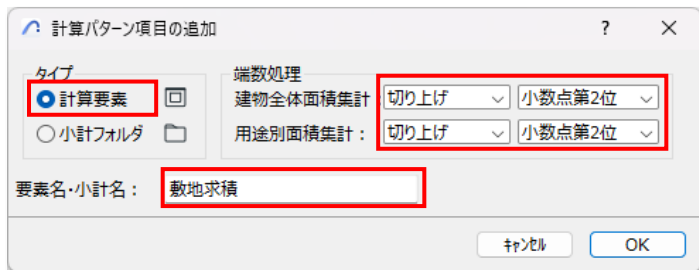 計算パターン項目の追加 ? ×
タイプ
計算要素
小計フォルダ
端数処理
建物全体面積集計： 切り上げ 小数点第2位
用途別面積集計： 切り上げ 小数点第2位
要素名・小計名： 敷地求積
ｷｬﾝｾﾙ OK